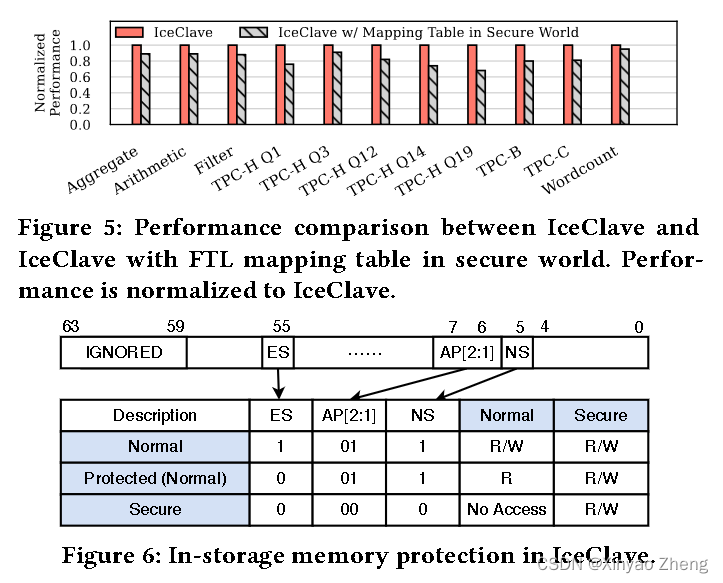 IceClave IceClave w/ Mapping Table in Secure World
Normalized
Performance
1.0
0.8
0.6
0.4
0.2
0.0
Aggregate Arithmetic Filter TPC-H Q1 TPC-H Q3 TPC-H Q12 TPC-H Q14 TPC-H Q19 TPC-B TPC-C Wordcount
Figure 5: Performance comparison between IceClave and
IceClave with FTL mapping table in secure world. Perfor-
mance is normalized to IceClave.
63 59 55 7 6 5 4 0
IGNORED ES ...... AP[2:1] NS
Description ES AP[2:1] NS Normal Secure
Normal 1 01 1 R/W R/W
Protected (Normal) 0 01 1 R R/W
Secure 0 00 0 No Access R/W
Figure 6: In-storage memory protection in IceClave.
CSDN @Xinyao Zheng